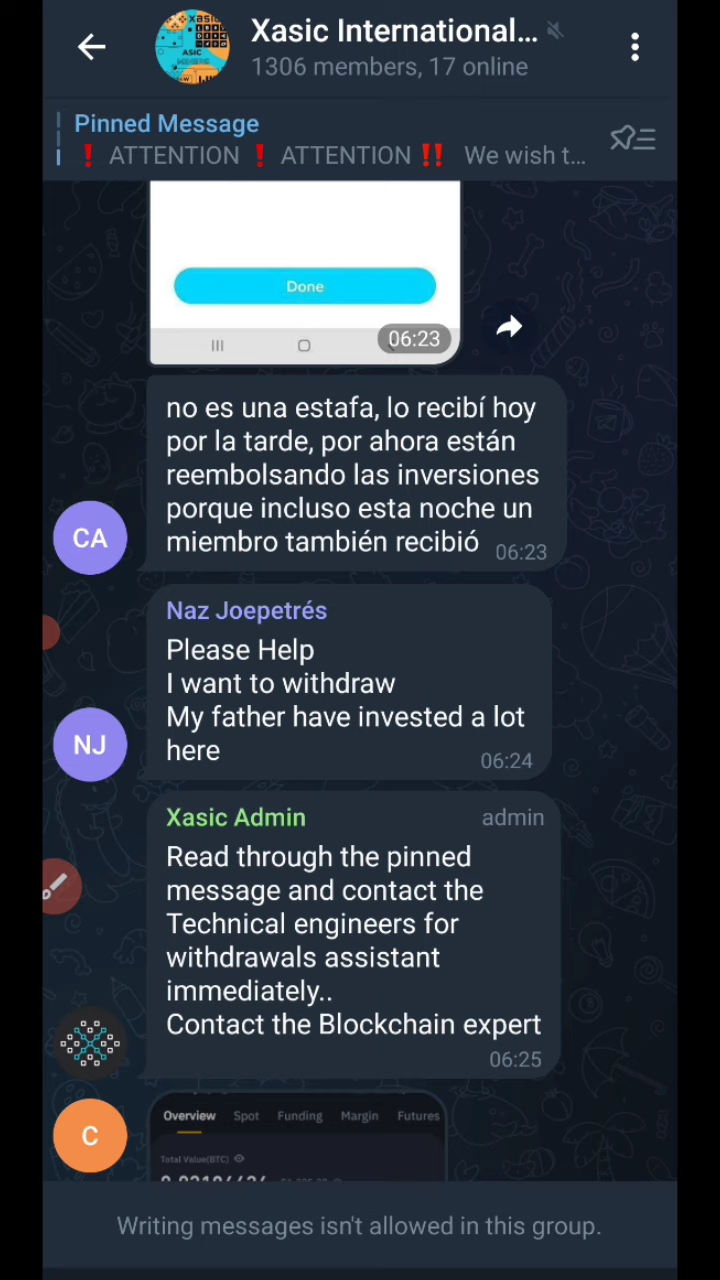 Xasic International...
1306 members, 17 online
Pinned Message
❗ ATTENTION ❗ ATTENTION ‼️ We wish t...
Done
06:23
no es una estafa, lo recibí hoy
por la tarde, por ahora están
reembolsando las inversiones
porque incluso esta noche un
miembro también recibió 06:23
CA
Naz Joepetrés
Please Help
I want to withdraw
My father have invested a lot
here
06:24
NJ
Xasic Admin admin
Read through the pinned
message and contact the
Technical engineers for
withdrawals assistant
immediately..
Contact the Blockchain expert
06:25
Overview Spot Funding Margin Futures
C
Total Value(BTC)
Writing messages isn't allowed in this group.